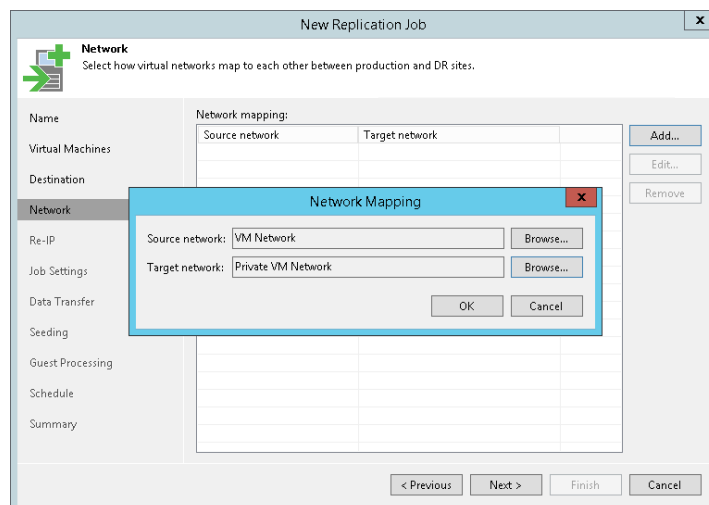 New Replication Job
x
Network
Select how virtual networks map to each other between production and DR sites.
Name
Virtual Machines
Destination
Network
Re-IP
Job Settings
Data Transfer
Seeding
Guest Processing
Schedule
Summary
Network mapping:
Source network Target network
Add...
Edit...
Remove
Network Mapping
x
Source network: VM Network Browse...
Target network: Private VM Network Browse...
OK Cancel
< Previous Next > Finish Cancel